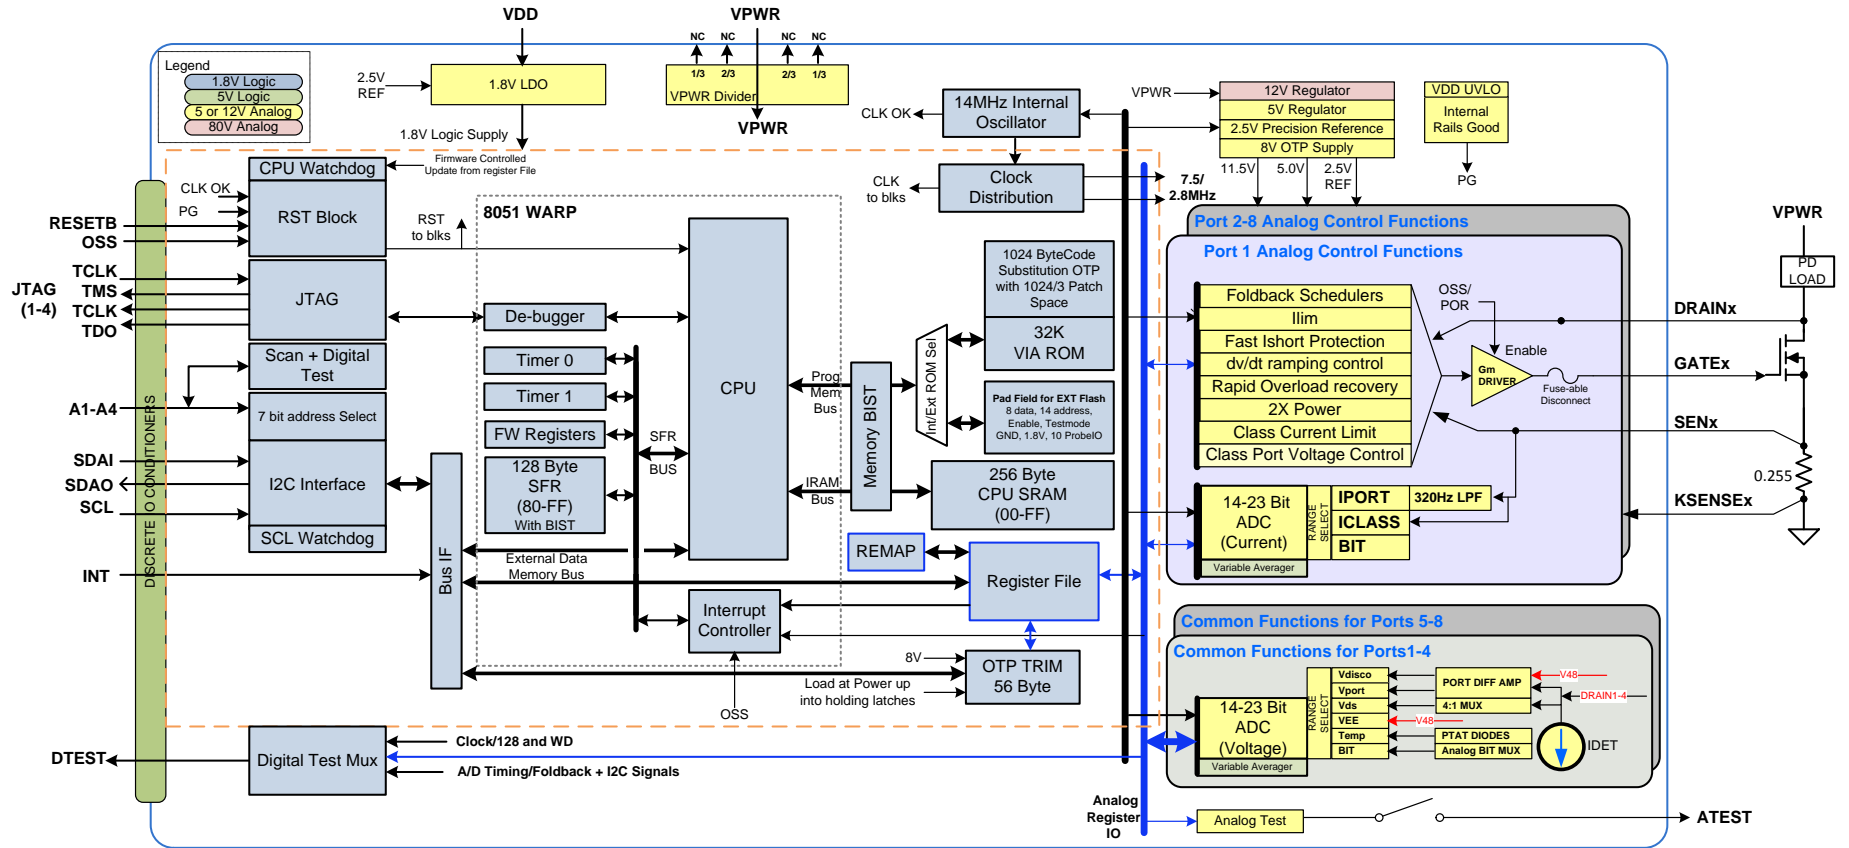 VDD
VPWR
NC
NC
NC
NC
Legend
1.8V Logic
5V Logic
5 or 12V Analog
80V Analog
2.5V
REF
1.8V LDO
1/3
2/3
2/3
1/3
VPWR Divider
VPWR
1.8V Logic Supply
CLK OK
14MHz Internal
Oscillator
VPWR
12V Regulator
5V Regulator
2.5V Precision Reference
8V OTP Supply
VDD UVLO
Internal
Rails Good
PG
11.5V
5.0V
2.5V
REF
CPU Watchdog
Firmware Controlled
Update from register File
CLK OK
PG
RST Block
RESETB
OSS
RST
to blks
8051 WARP
CLK
to blks
Clock
Distribution
7.5/
2.8MHz
Port 2-8 Analog Control Functions
Port 1 Analog Control Functions
VPWR
PD
LOAD
JTAG
(1-4)
TCLK
TMS
TCLK
TDO
JTAG
De-bugger
CPU
1024 ByteCode
Substitution OTP
with 1024/3 Patch
Space
32K
VIA ROM
Foldback Schedulers
Ilim
Fast Ishort Protection
dv/dt ramping control
Rapid Overload recovery
2X Power
Class Current Limit
Class Port Voltage Control
OSS/
POR
Enable
Gm
DRIVER
Fuse-able
Disconnect
DRAINx
GATEx
SENx
KSENSEx
0.255
Scan + Digital
Test
A1-A4
7 bit address Select
Timer 0
Timer 1
FW Registers
128 Byte
SFR
(80-FF)
With BIST
SFR
BUS
Prog
Mem
Bus
IRAM
Bus
Memory BIST
Int/Ext ROM Sel
Pad Field for EXT Flash
8 data, 14 address,
Enable, Testmode
GND, 1.8V, 10 ProbeIO
256 Byte
CPU SRAM
(00-FF)
SDAI
SDAO
SCL
I2C Interface
SCL Watchdog
DISCRETE IO CONDITIONERS
INT
Bus IF
External Data
Memory Bus
REMAP
Register File
Interrupt
Controller
14-23 Bit
ADC
(Current)
Variable Averager
RANGE
SELECT
IPORT
320Hz LPF
ICLASS
BIT
8V
Load at Power up
into holding latches
OTP TRIM
56 Byte
OSS
Common Functions for Ports 5-8
Common Functions for Ports1-4
14-23 Bit
ADC
(Voltage)
Variable Averager
RANGE
SELECT
Vdisco
Vport
Vds
VEE
Temp
BIT
PORT DIFF AMP
4:1 MUX
V48
V48
DRAIN1-4
PTAT DIODES
Analog BIT MUX
IDET
DTEST
Digital Test Mux
Clock/128 and WD
A/D Timing/Foldback + I2C Signals
Analog
Register
IO
Analog Test
ATEST